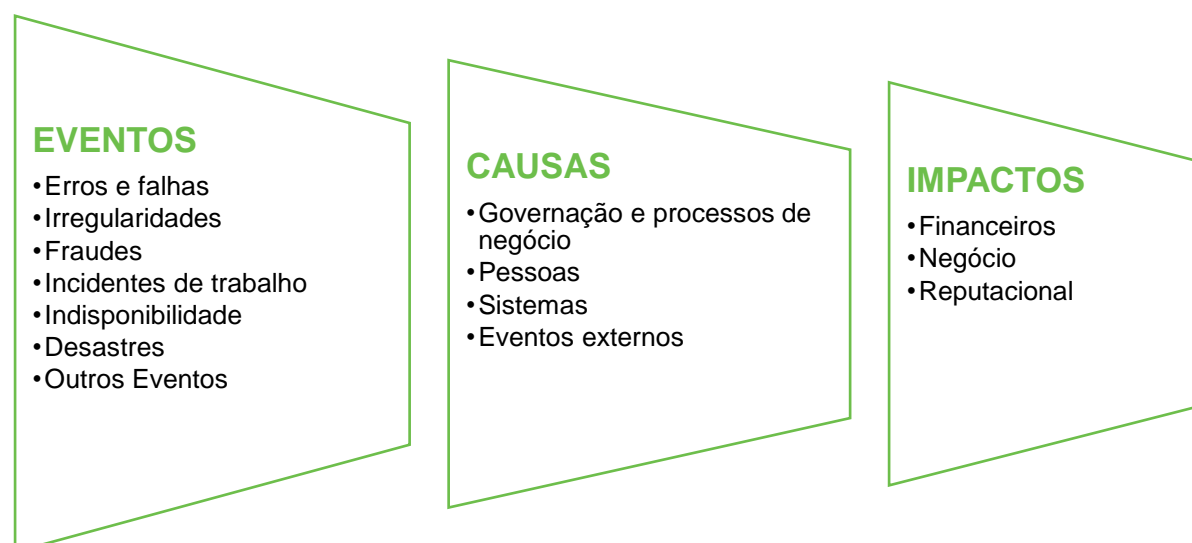 EVENTOS
•Erros e falhas
•Irregularidades
•Fraudes
•Incidentes de trabalho
•Indisponibilidade
•Desastres
•Outros Eventos
CAUSAS
•Governação e processos de
negócio
•Pessoas
•Sistemas
•Eventos externos
IMPACTOS
•Financeiros
•Negócio
•Reputacional